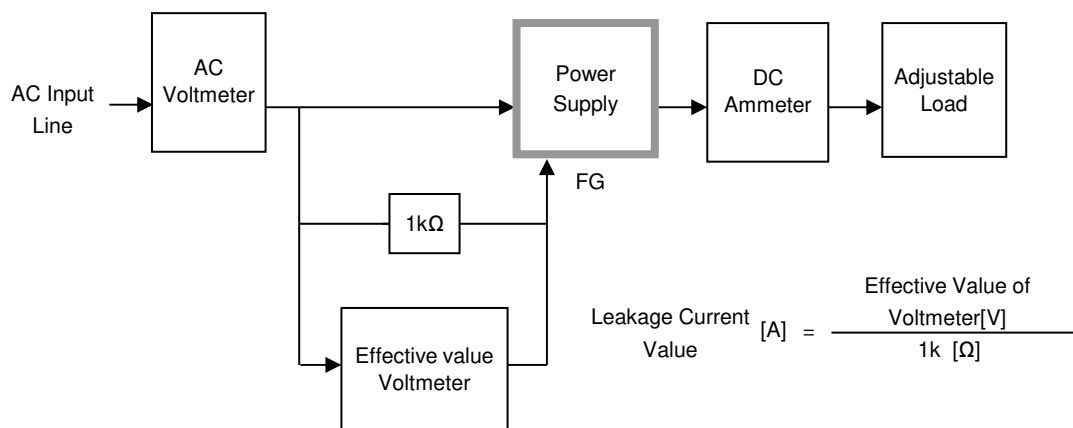 AC Input
Line
AC
Voltmeter
Power
Supply
DC
Ammeter
Adjustable
Load
FG
1kΩ
Effective value
Voltmeter
Leakage Current
Value
[A] =
Effective Value of
Voltmeter[V]
1k [Ω]